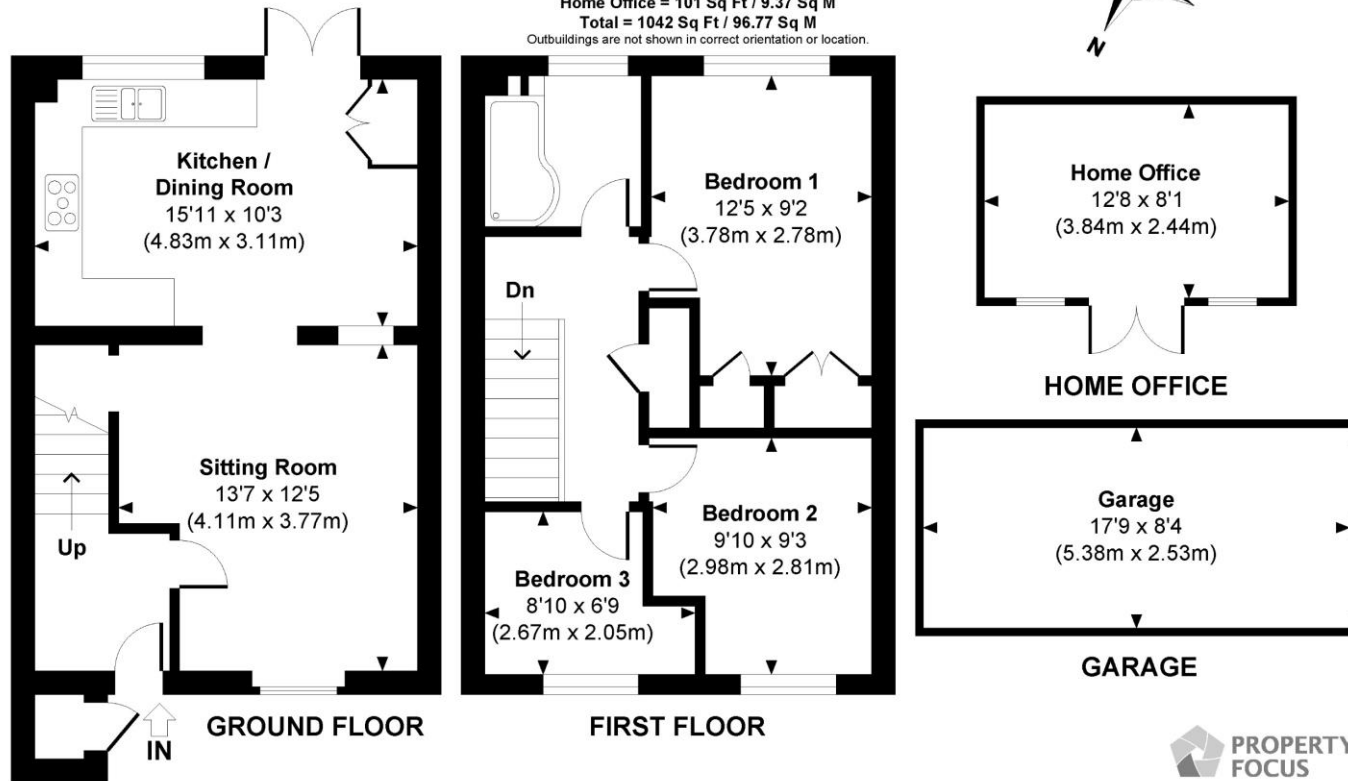 Home Office = 101 Sq Ft / 9.37 Sq M
Total = 1042 Sq Ft / 96.77 Sq M
Outbuildings are not shown in correct orientation or location.
N
Kitchen /
Dining Room
15'11 x 10'3
(4.83m x 3.11m)
Sitting Room
13'7 x 12'5
(4.11m x 3.77m)
Up
IN
GROUND FLOOR
Dn
Bedroom 1
12'5 x 9'2
(3.78m x 2.78m)
Bedroom 2
9'10 x 9'3
(2.98m x 2.81m)
Bedroom 3
8'10 x 6'9
(2.67m x 2.05m)
FIRST FLOOR
Home Office
12'8 x 8'1
(3.84m x 2.44m)
HOME OFFICE
Garage
17'9 x 8'4
(5.38m x 2.53m)
GARAGE
PROPERTY
FOCUS